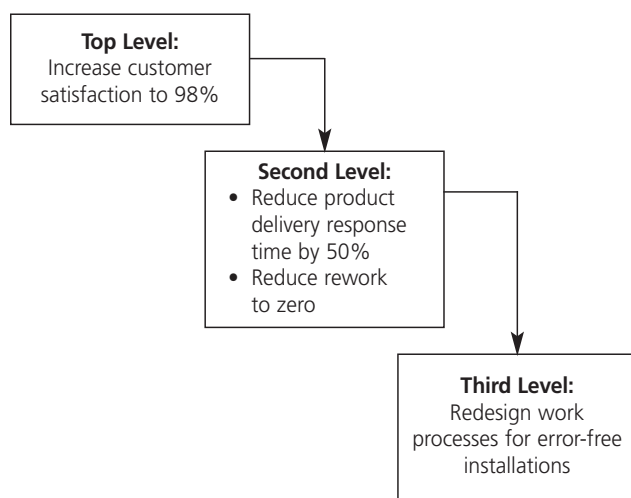 Top Level:
Increase customer
satisfaction to 98%
Second Level:
• Reduce product
delivery response
time by 50%
• Reduce rework
to zero
Third Level:
Redesign work
processes for error-free
installations